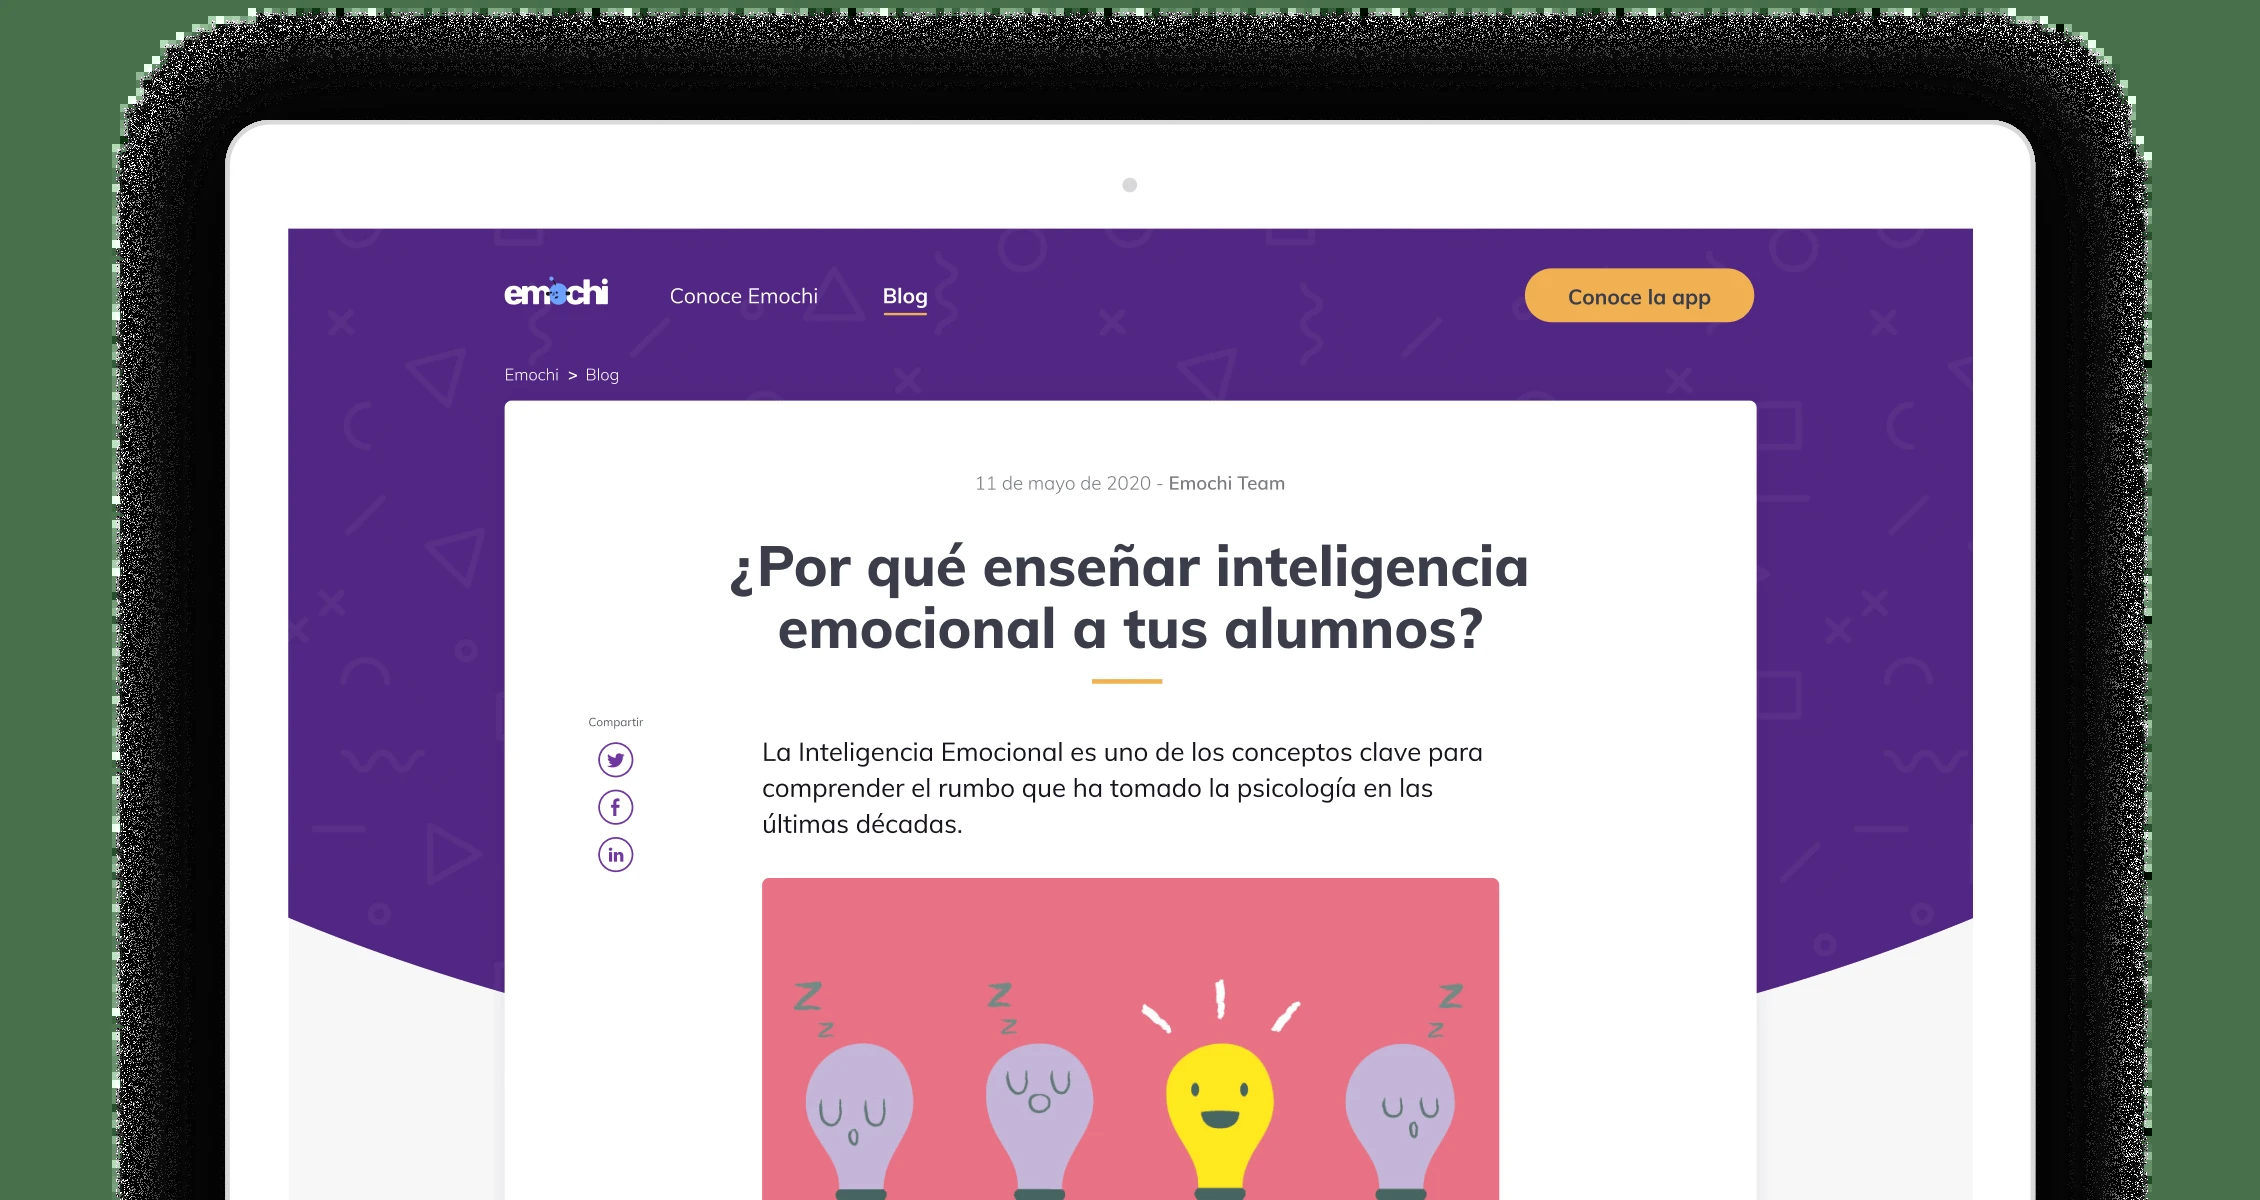 emochi
Conoce Emochi
Blog
Conoce la app
Emochi > Blog
11 de mayo de 2020 - Emochi Team
¿Por qué enseñar inteligencia
emocional a tus alumnos?
Compartir
La Inteligencia Emocional es uno de los conceptos clave para
comprender el rumbo que ha tomado la psicología en las
últimas décadas.
Z
Z
Z
Z
Z
Z